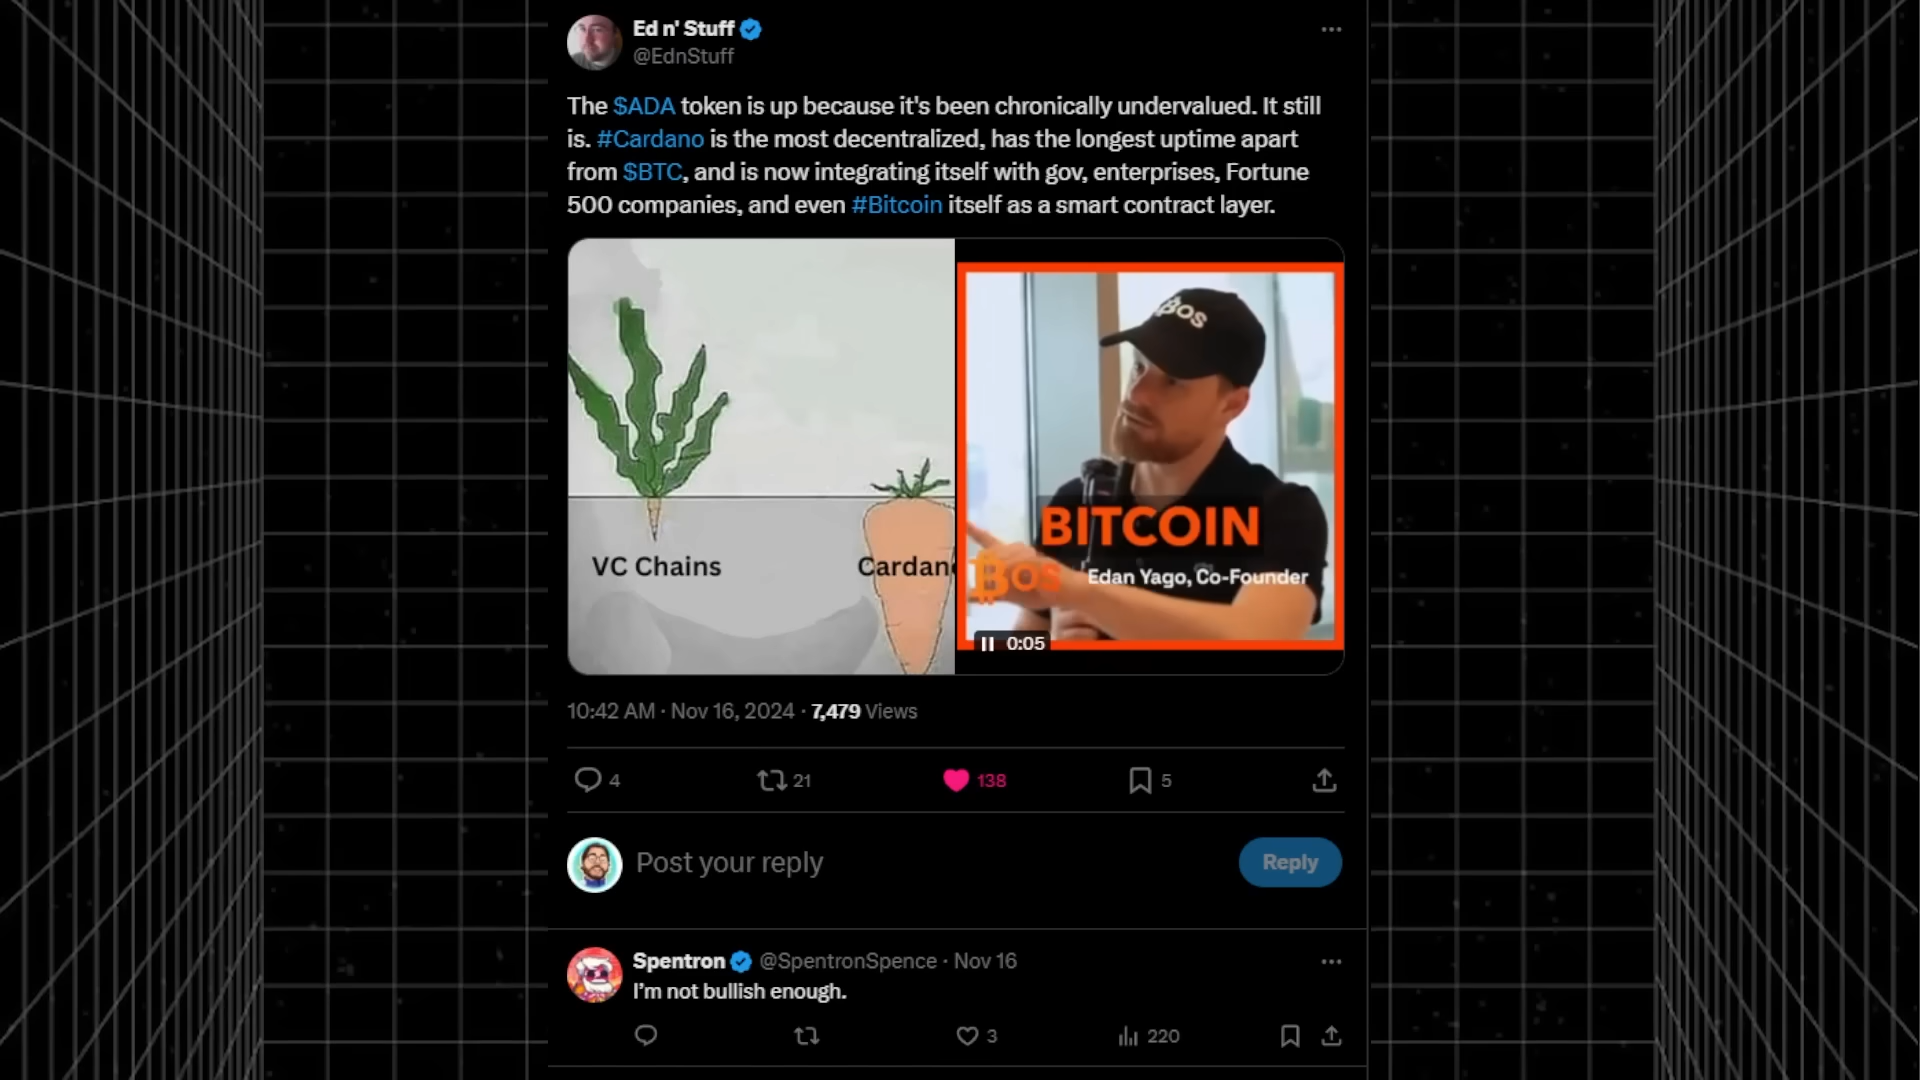 Ed n' Stuff
@EdnStuff
The $ADA token is up because it's been chronically undervalued. It still
is. #Cardano is the most decentralized, has the longest uptime apart
from $BTC, and is now integrating itself with gov, enterprises, Fortune
500 companies, and even #Bitcoin itself as a smart contract layer.
BOS
VC Chains
Cardano
BITCOIN
BOS
Edan Yago, Co-Founder
0:05
10:42 AM · Nov 16, 2024 · 7,479 Views
4
21
138
5
Post your reply
Reply
Spentron @SpentronSpence · Nov 16
I'm not bullish enough.
3
220